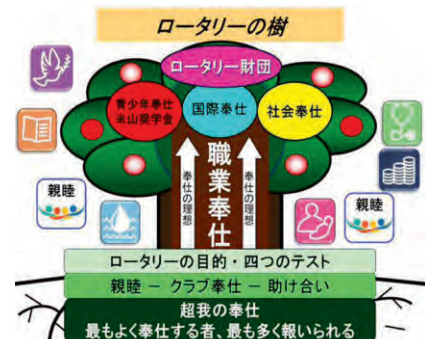 ロータリーの樹
ロータリー財団
青少年奉仕
米山奨学金
国際奉仕
社会奉仕
親睦
奉仕の理想
職業奉仕
奉仕の理想
親睦
ロータリーの目的・四つのテスト
親睦 － クラブ奉仕 － 助け合い
超我の奉仕
最もよく奉仕する者、最も多く報いられる